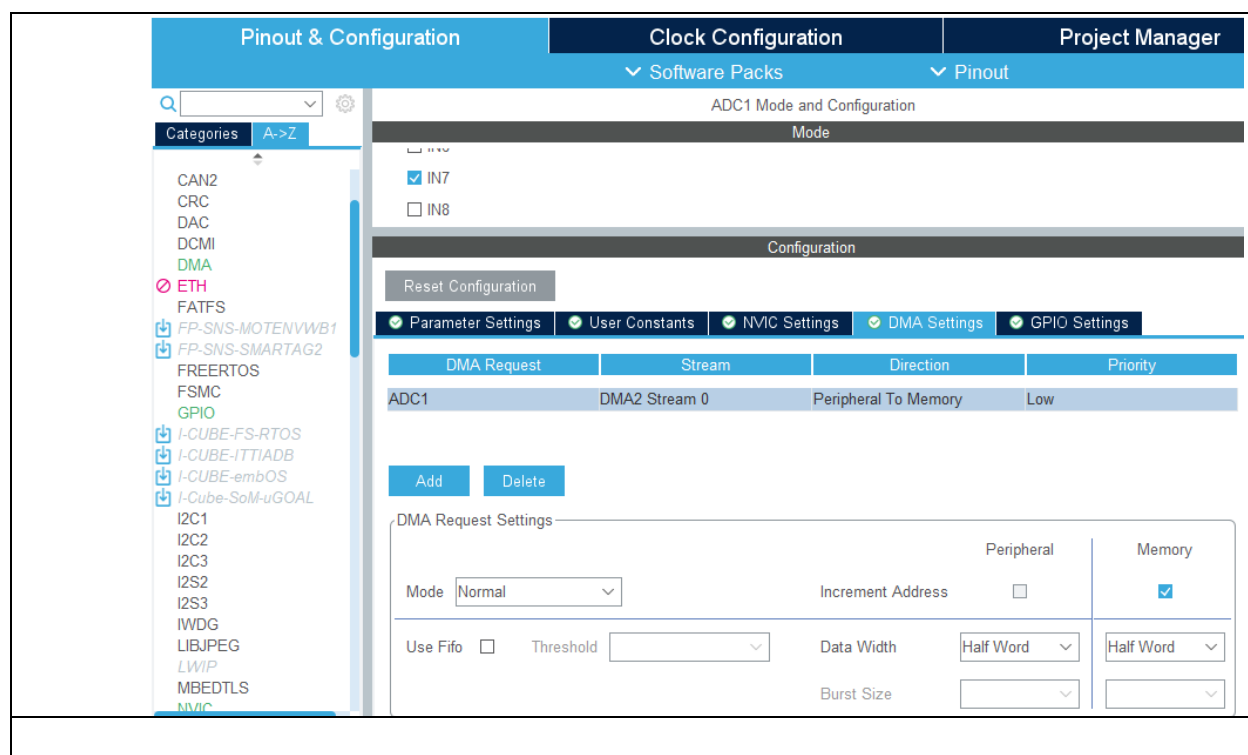 Pinout & Configuration
Clock Configuration
Project Manager
Software Packs
Pinout
ADC1 Mode and Configuration
Categories
A->Z
Mode
CAN2
CRC
DAC
DCMI
DMA
ETH
FATFS
FP-SNS-MOTENVWB1
FP-SNS-SMARTAG2
FREERTOS
FSMC
GPIO
I-CUBE-FS-RTOS
I-CUBE-ITTIADB
I-CUBE-embOS
I-Cube-SoM-uGOAL
I2C1
I2C2
I2C3
I2S2
I2S3
IWDG
LIBJPEG
LWIP
MBEDTLS
NVIC
IN7
IN8
Configuration
Reset Configuration
Parameter Settings
User Constants
NVIC Settings
DMA Settings
GPIO Settings
DMA Request Stream Direction Priority
ADC1 DMA2 Stream 0 Peripheral To Memory Low
Add Delete
DMA Request Settings
Peripheral Memory
Mode Normal Increment Address
Use Fifo Threshold Data Width Half Word Half Word
Burst Size